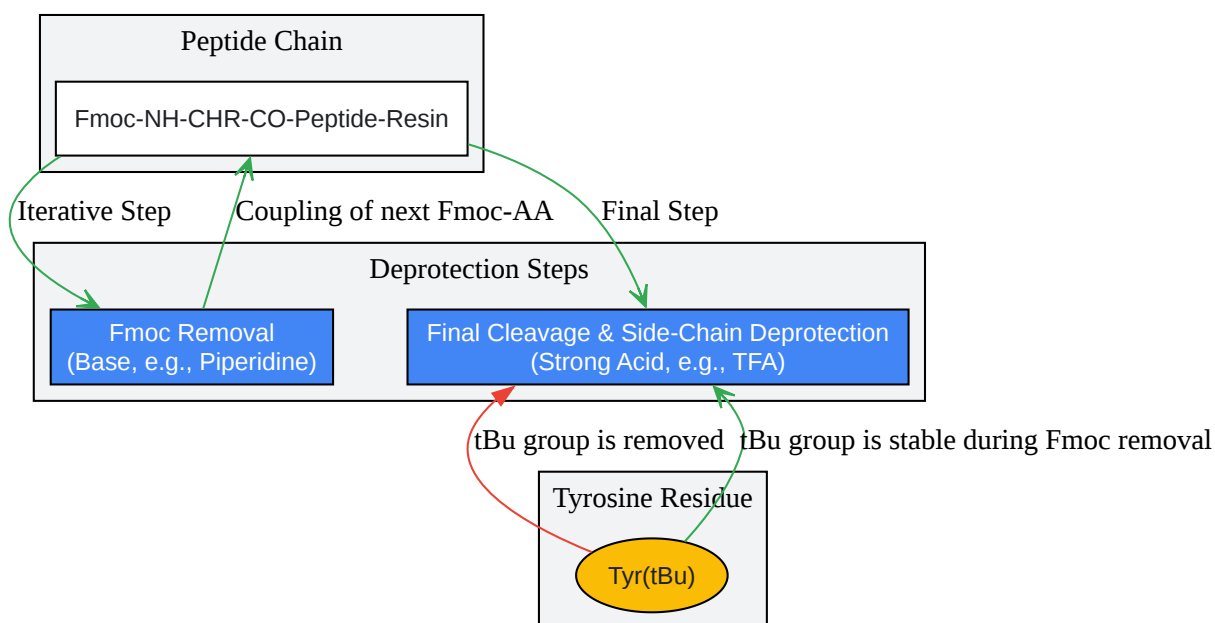 Peptide Chain
Fmoc-NH-CHR-CO-Peptide-Resin
Iterative Step
Coupling of next Fmoc-AA
Final Step
Deprotection Steps
Fmoc Removal
(Base, e.g., Piperidine)
Final Cleavage & Side-Chain Deprotection
(Strong Acid, e.g., TFA)
tBu group is removed
tBu group is stable during Fmoc removal
Tyrosine Residue
Tyr(tBu)